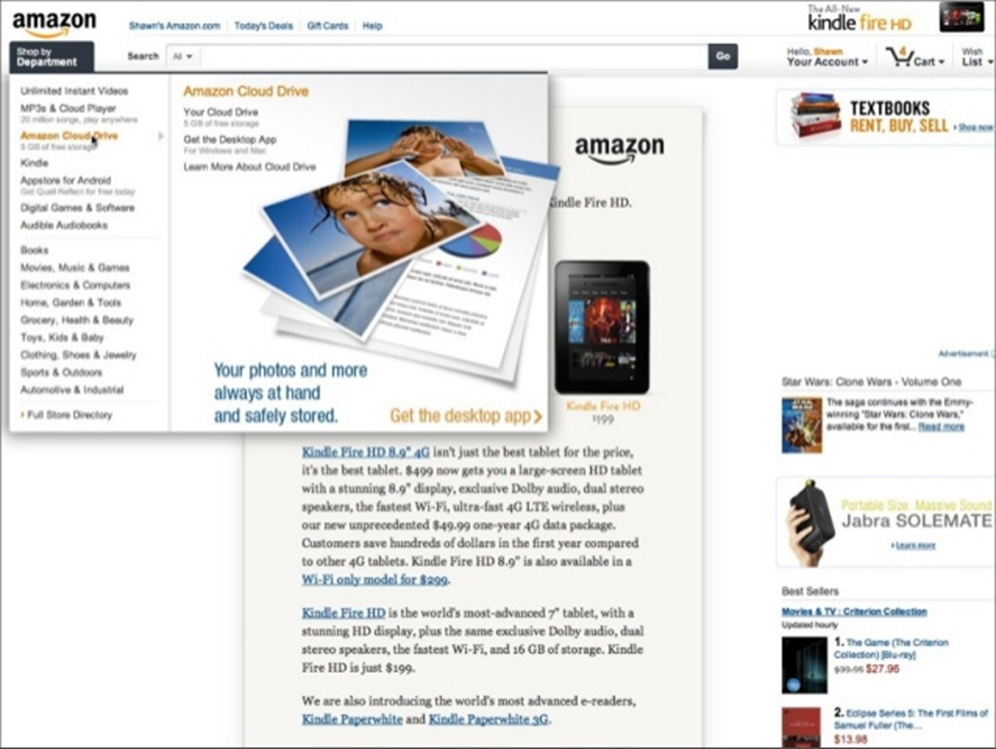 amazon
Shawn's Amazon.com
Today's Deals
Gift Cards
Help
The All-New
kindle fire HD
Shop by
Department
Search
All
Go
Hello, Shawn
Your Account
4
Cart
Wish
List
Unlimited Instant Videos
MP3s & Cloud Player
20 million songs, play anywhere
Amazon Cloud Drive
5 GB of free storage
Kindle
Appstore for Android
Get Quell Reflect for free today
Digital Games & Software
Audible Audiobooks
Books
Movies, Music & Games
Electronics & Computers
Home, Garden & Tools
Grocery, Health & Beauty
Toys, Kids & Baby
Clothing, Shoes & Jewelry
Sports & Outdoors
Automotive & Industrial
Full Store Directory
Amazon Cloud Drive
Your Cloud Drive
5 GB of free storage
Get the Desktop App
For Windows and Mac
Learn More About Cloud Drive
Your photos and more
always at hand
and safely stored.
Get the desktop app
amazon
Kindle Fire HD.
Kindle Fire HD
$199
Kindle Fire HD 8.9" 4G isn't just the best tablet for the price,
it's the best tablet. $499 now gets you a large-screen HD tablet
with a stunning 8.9" display, exclusive Dolby audio, dual stereo
speakers, the fastest Wi-Fi, ultra-fast 4G LTE wireless, plus
our new unprecedented $49.99 one-year 4G data package.
Customers save hundreds of dollars in the first year compared
to other 4G tablets. Kindle Fire HD 8.9" is also available in a
Wi-Fi only model for $299.
Kindle Fire HD is the world's most-advanced 7" tablet, with a
stunning HD display, plus the same exclusive Dolby audio, dual
stereo speakers, the fastest Wi-Fi, and 16 GB of storage. Kindle
Fire HD is just $199.
We are also introducing the world's most advanced e-readers,
Kindle Paperwhite and Kindle Paperwhite 3G.
TEXTBOOKS
RENT, BUY, SELL
Shop now
Advertisement
Star Wars: Clone Wars - Volume One
The saga continues with the Emmy-
winning "Star Wars: Clone Wars,"
available for the first... Read more
Portable Size. Massive Sound.
Jabra SOLEMATE
Learn more
Best Sellers
Movies & TV : Criterion Collection
Updated hourly
1. The Game (The Criterion
Collection) [Blu-ray]
$39.95 $27.96
2. Eclipse Series 5: The First Films of
Samuel Fuller (The...
$13.98